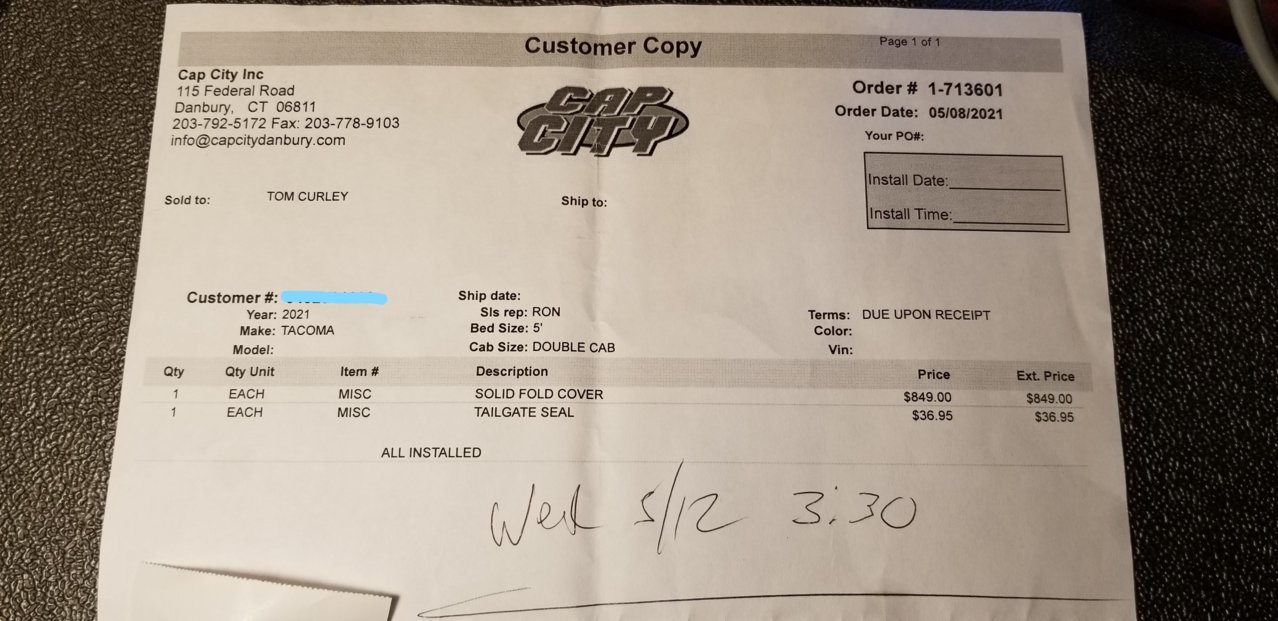 Customer Copy
Page 1 of 1
Cap City Inc
115 Federal Road
Danbury, CT 06811
203-792-5172 Fax: 203-778-9103
info@capcitydanbury.com
CAP
CITY
Order # 1-713601
Order Date: 05/08/2021
Your PO#:
Install Date:
Install Time:
Sold to: TOM CURLEY
Ship to:
Customer #:
Year: 2021
Make: TACOMA
Model:
Ship date:
Sls rep: RON
Bed Size: 5'
Cab Size: DOUBLE CAB
Terms: DUE UPON RECEIPT
Color:
Vin:
Qty Qty Unit Item # Description Price Ext. Price
1 EACH MISC SOLID FOLD COVER $849.00 $849.00
1 EACH MISC TAILGATE SEAL $36.95 $36.95
ALL INSTALLED
Wed 5/12 3:30